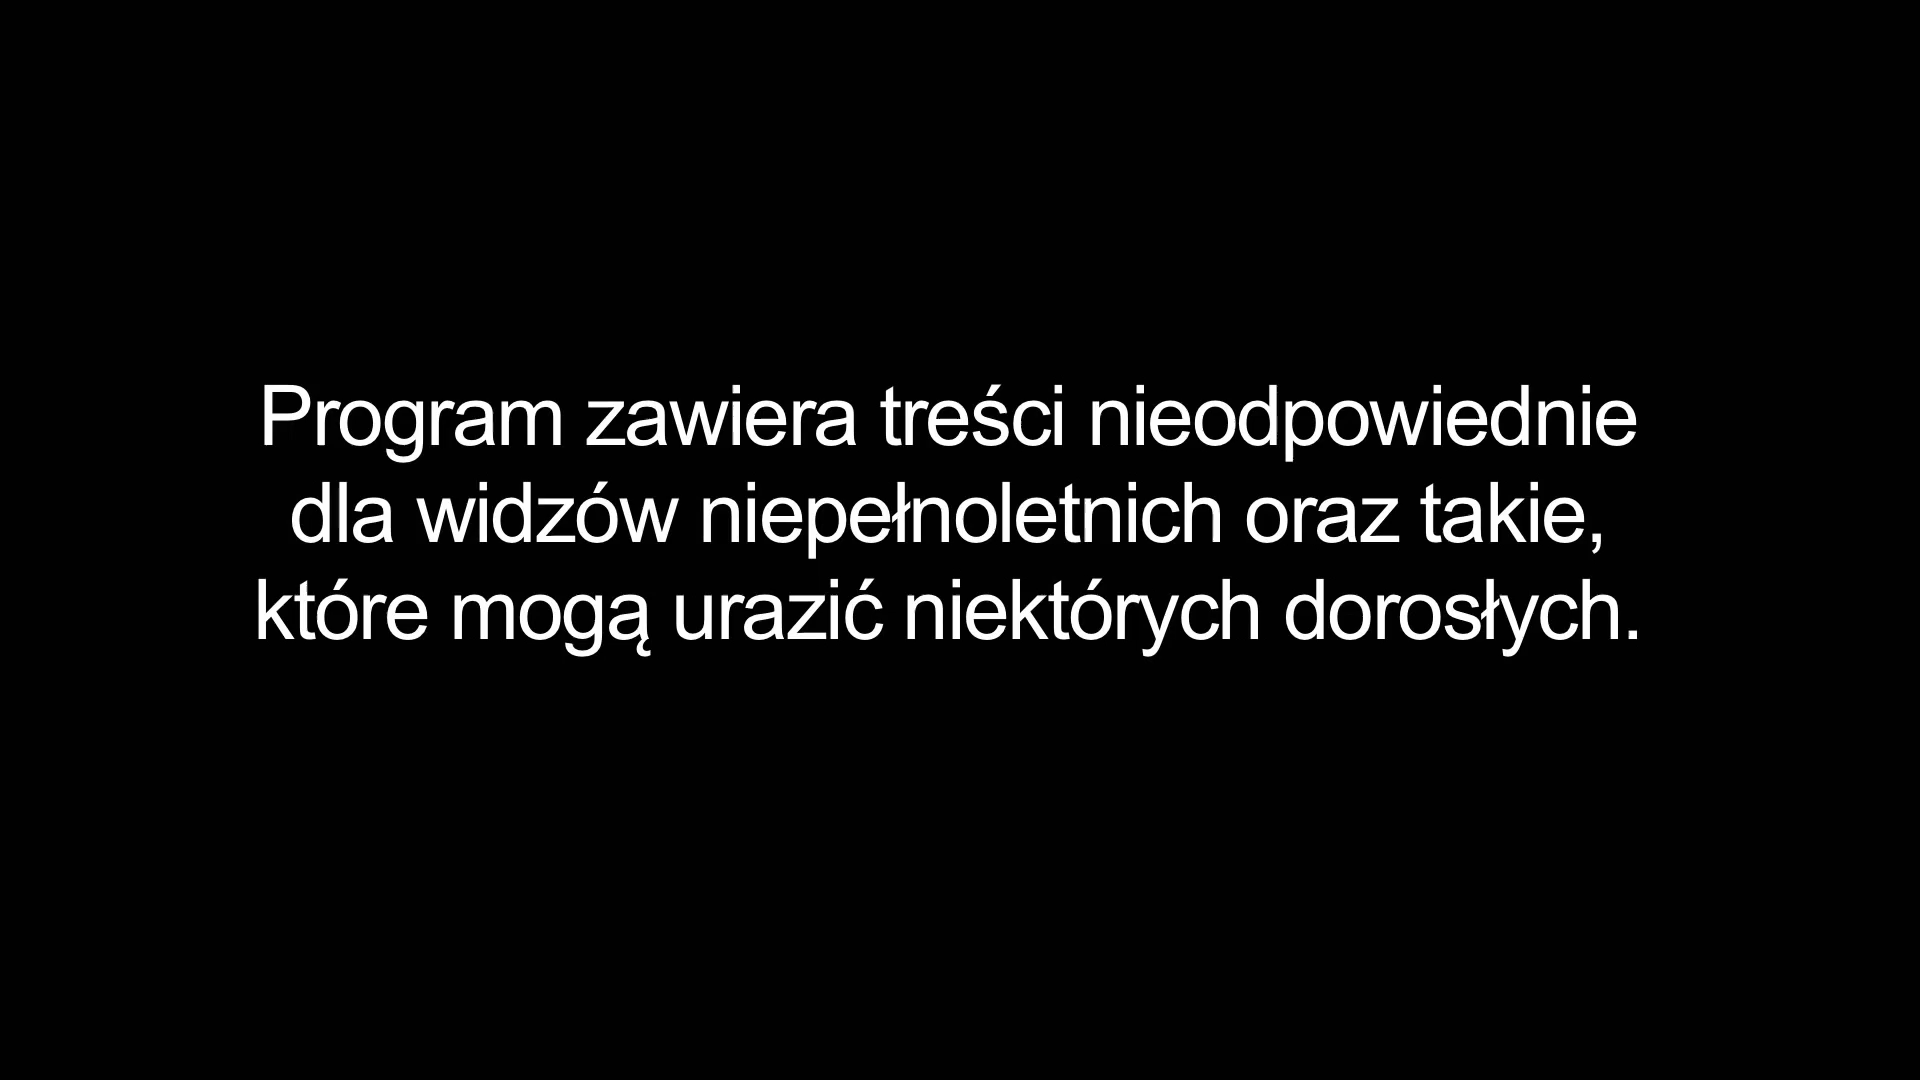 Program zawiera treści nieodpowiednie
dla widzów niepełnoletnich oraz takie,
które mogą urazić niektórych dorosłych.